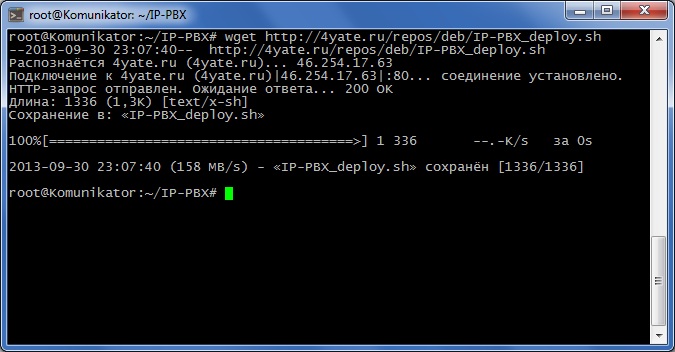 root@Komunikator: ~/IP-PBX
root@Komunikator:~/IP-PBX# wget http://4yate.ru/repos/deb/IP-PBX_deploy.sh
--2013-09-30 23:07:40--  http://4yate.ru/repos/deb/IP-PBX_deploy.sh
Распознаётся 4yate.ru (4yate.ru)... 46.254.17.63
Подключение к 4yate.ru (4yate.ru)|46.254.17.63|:80... соединение установлено.
HTTP-запрос отправлен. Ожидание ответа... 200 OK
Длина: 1336 (1,3K) [text/x-sh]
Сохранение в: «IP-PBX_deploy.sh»
100%[======================================>] 1 336       --.-K/s   за 0s
2013-09-30 23:07:40 (158 MB/s) - «IP-PBX_deploy.sh» сохранён [1336/1336]
root@Komunikator:~/IP-PBX#